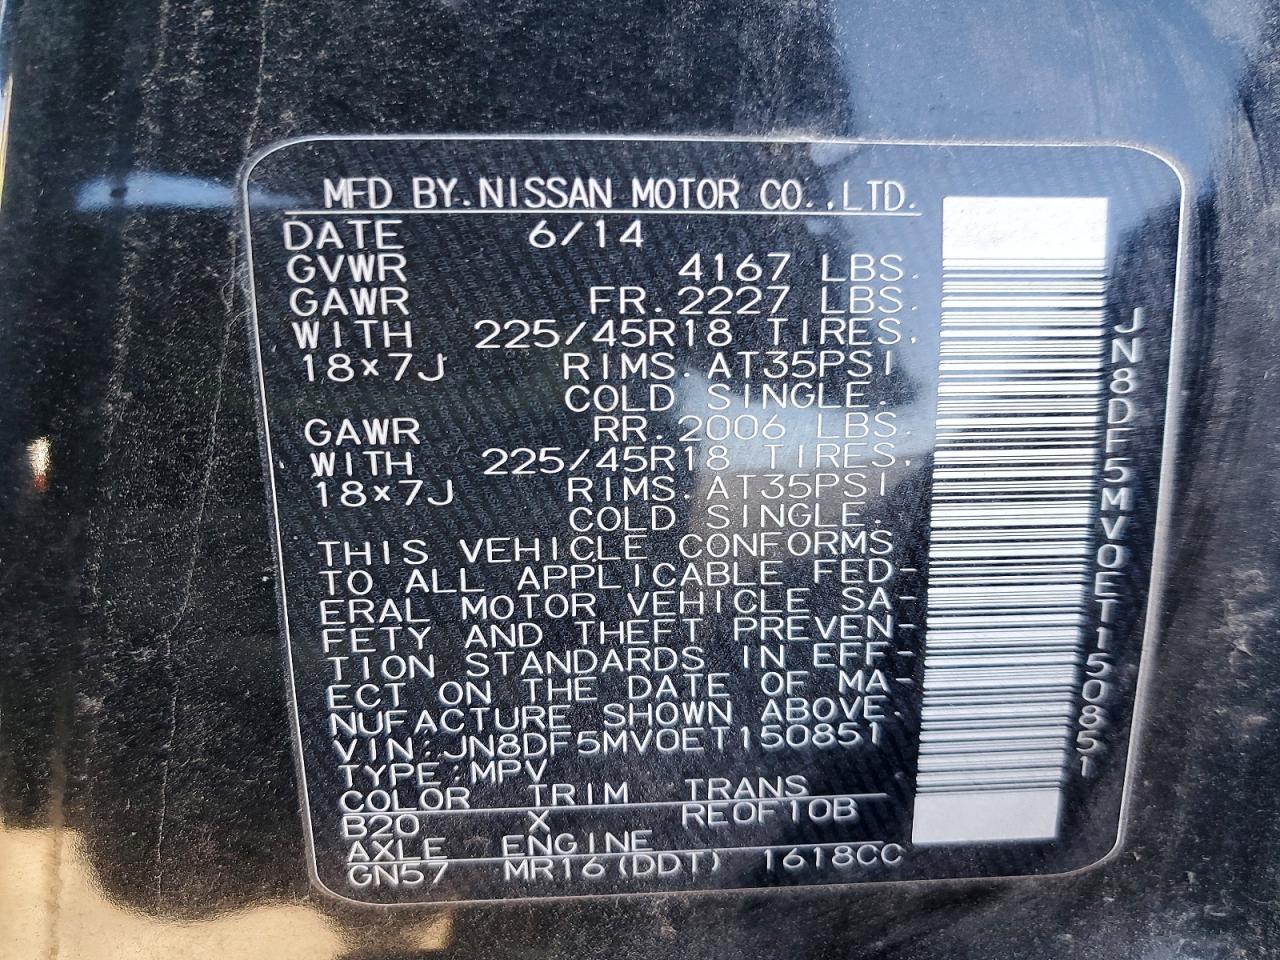 MFD BY.NISSAN MOTOR CO.,LTD.
DATE 6/14
GVWR 4167 LBS.
GAWR FR.2227 LBS.
WITH 225/45R18 TIRES,
18×7J RIMS.AT35PSI
COLD SINGLE.
GAWR RR.2006 LBS.
WITH 225/45R18 TIRES,
18×7J RIMS.AT35PSI
COLD SINGLE.
THIS VEHICLE CONFORMS
TO ALL APPLICABLE FED-
ERAL MOTOR VEHICLE SA-
FETY AND THEFT PREVEN-
TION STANDARDS IN EFF-
ECT ON THE DATE OF MA-
NUFACTURE SHOWN ABOVE.
VIN:JN8DF5MV0ET150851
TYPE:MPV
COLOR TRIM TRANS
B20 X RE0F10B
AXLE ENGINE
GN57 MR16(DDT) 1618CC
JN8DF5MV0ET150851